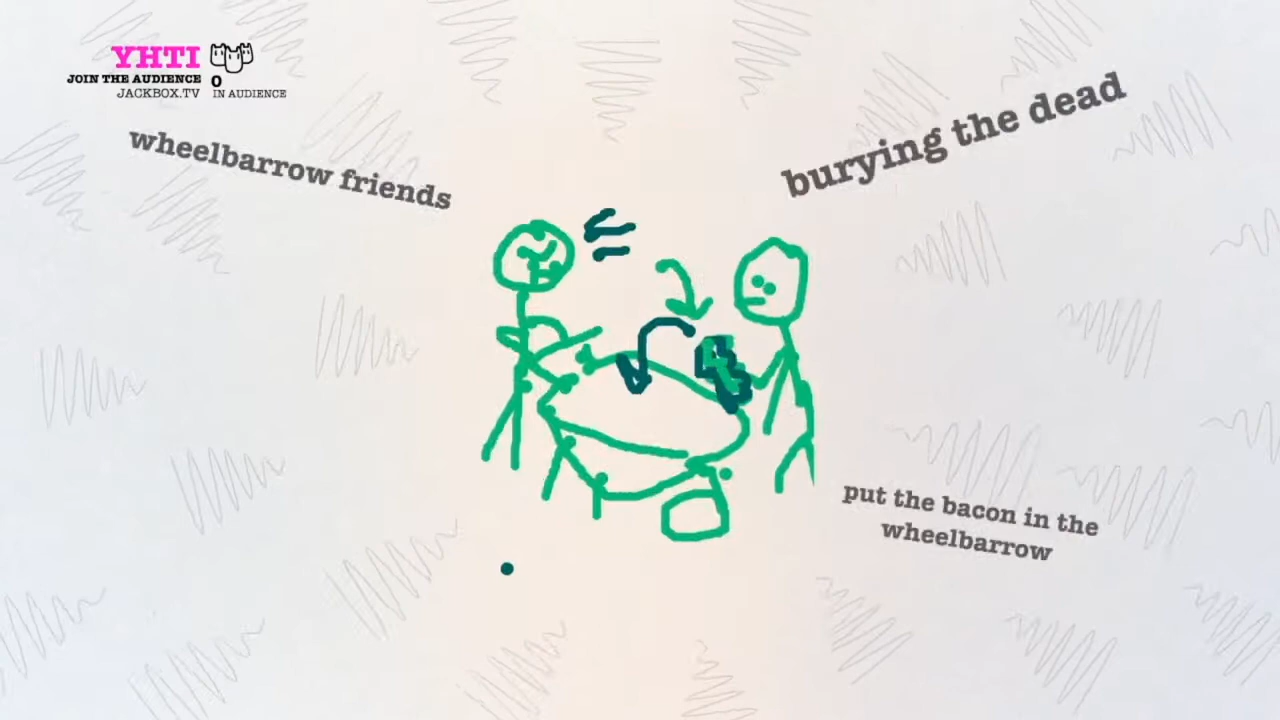 YHTI
JOIN THE AUDIENCE
JACKBOX.TV
0
IN AUDIENCE
wheelbarrow friends
burying the dead
put the bacon in the
wheelbarrow